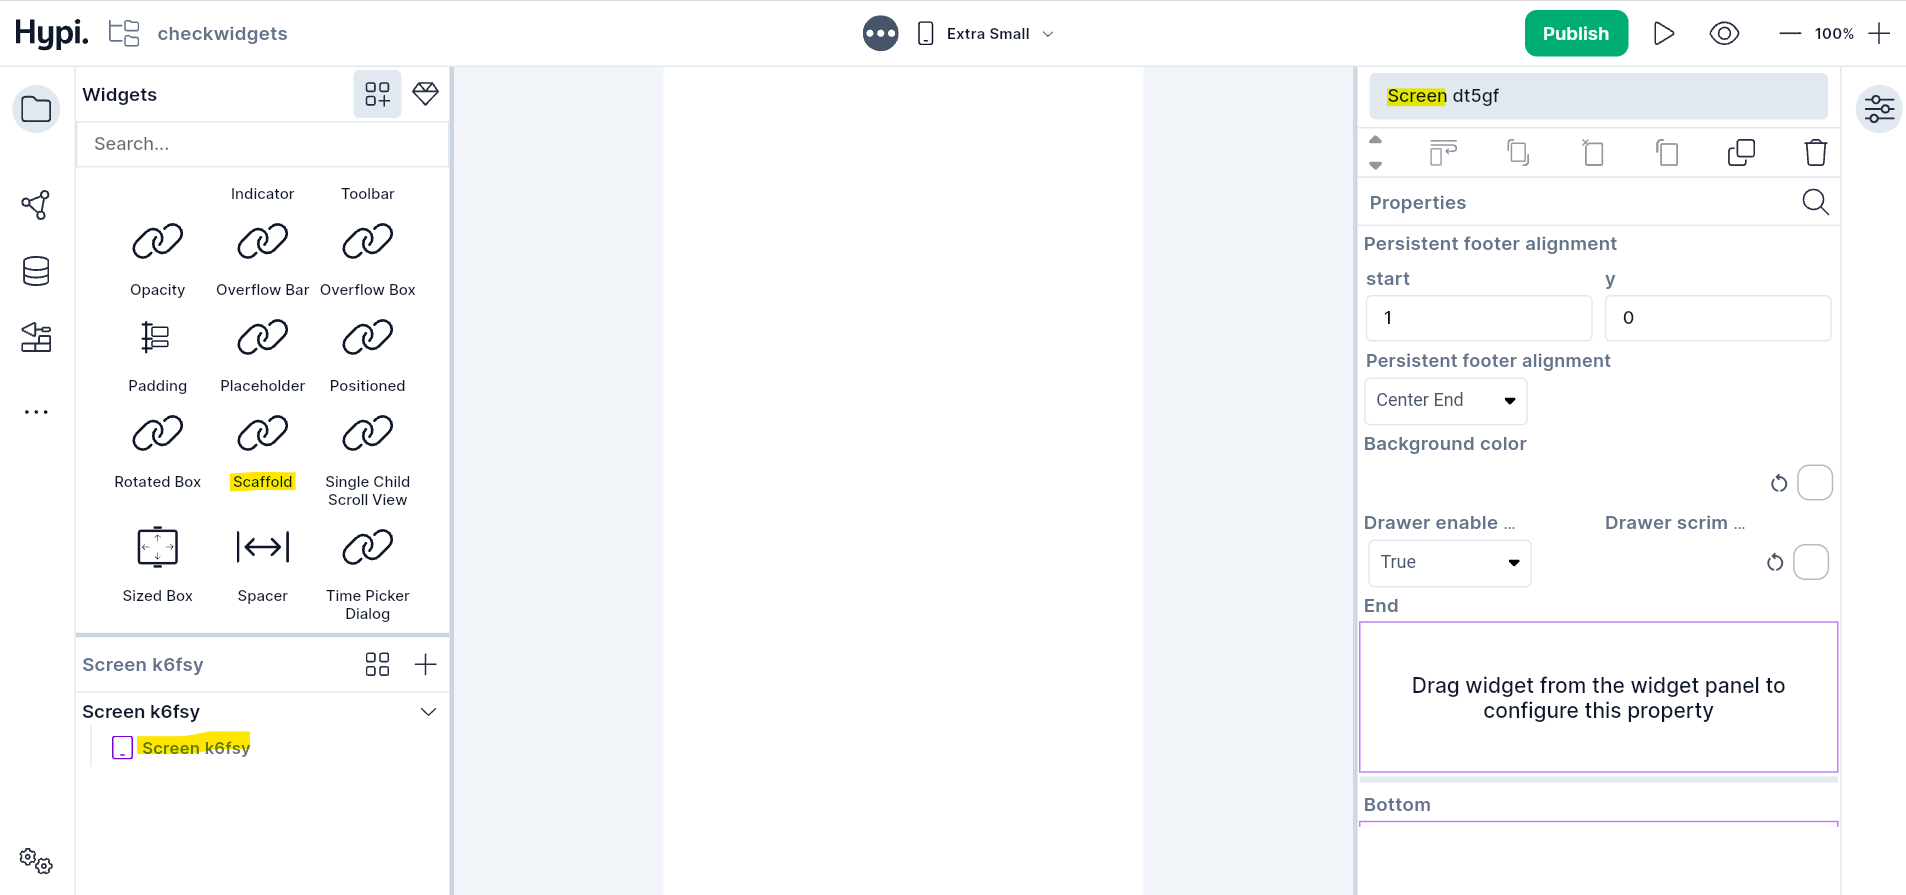 Hypi.
checkwidgets
Extra Small
Publish
100%
Widgets
Search...
Indicator Toolbar
Opacity Overflow Bar Overflow Box
Padding Placeholder Positioned
Rotated Box Scaffold Single Child
Scroll View
Sized Box Spacer Time Picker
Dialog
Screen k6fsy
Screen k6fsy
Screen k6fsy
Screen dt5gf
Properties
Persistent footer alignment
start y
1 0
Persistent footer alignment
Center End
Background color
Drawer enable ... Drawer scrim ...
True
End
Drag widget from the widget panel to
configure this property
Bottom